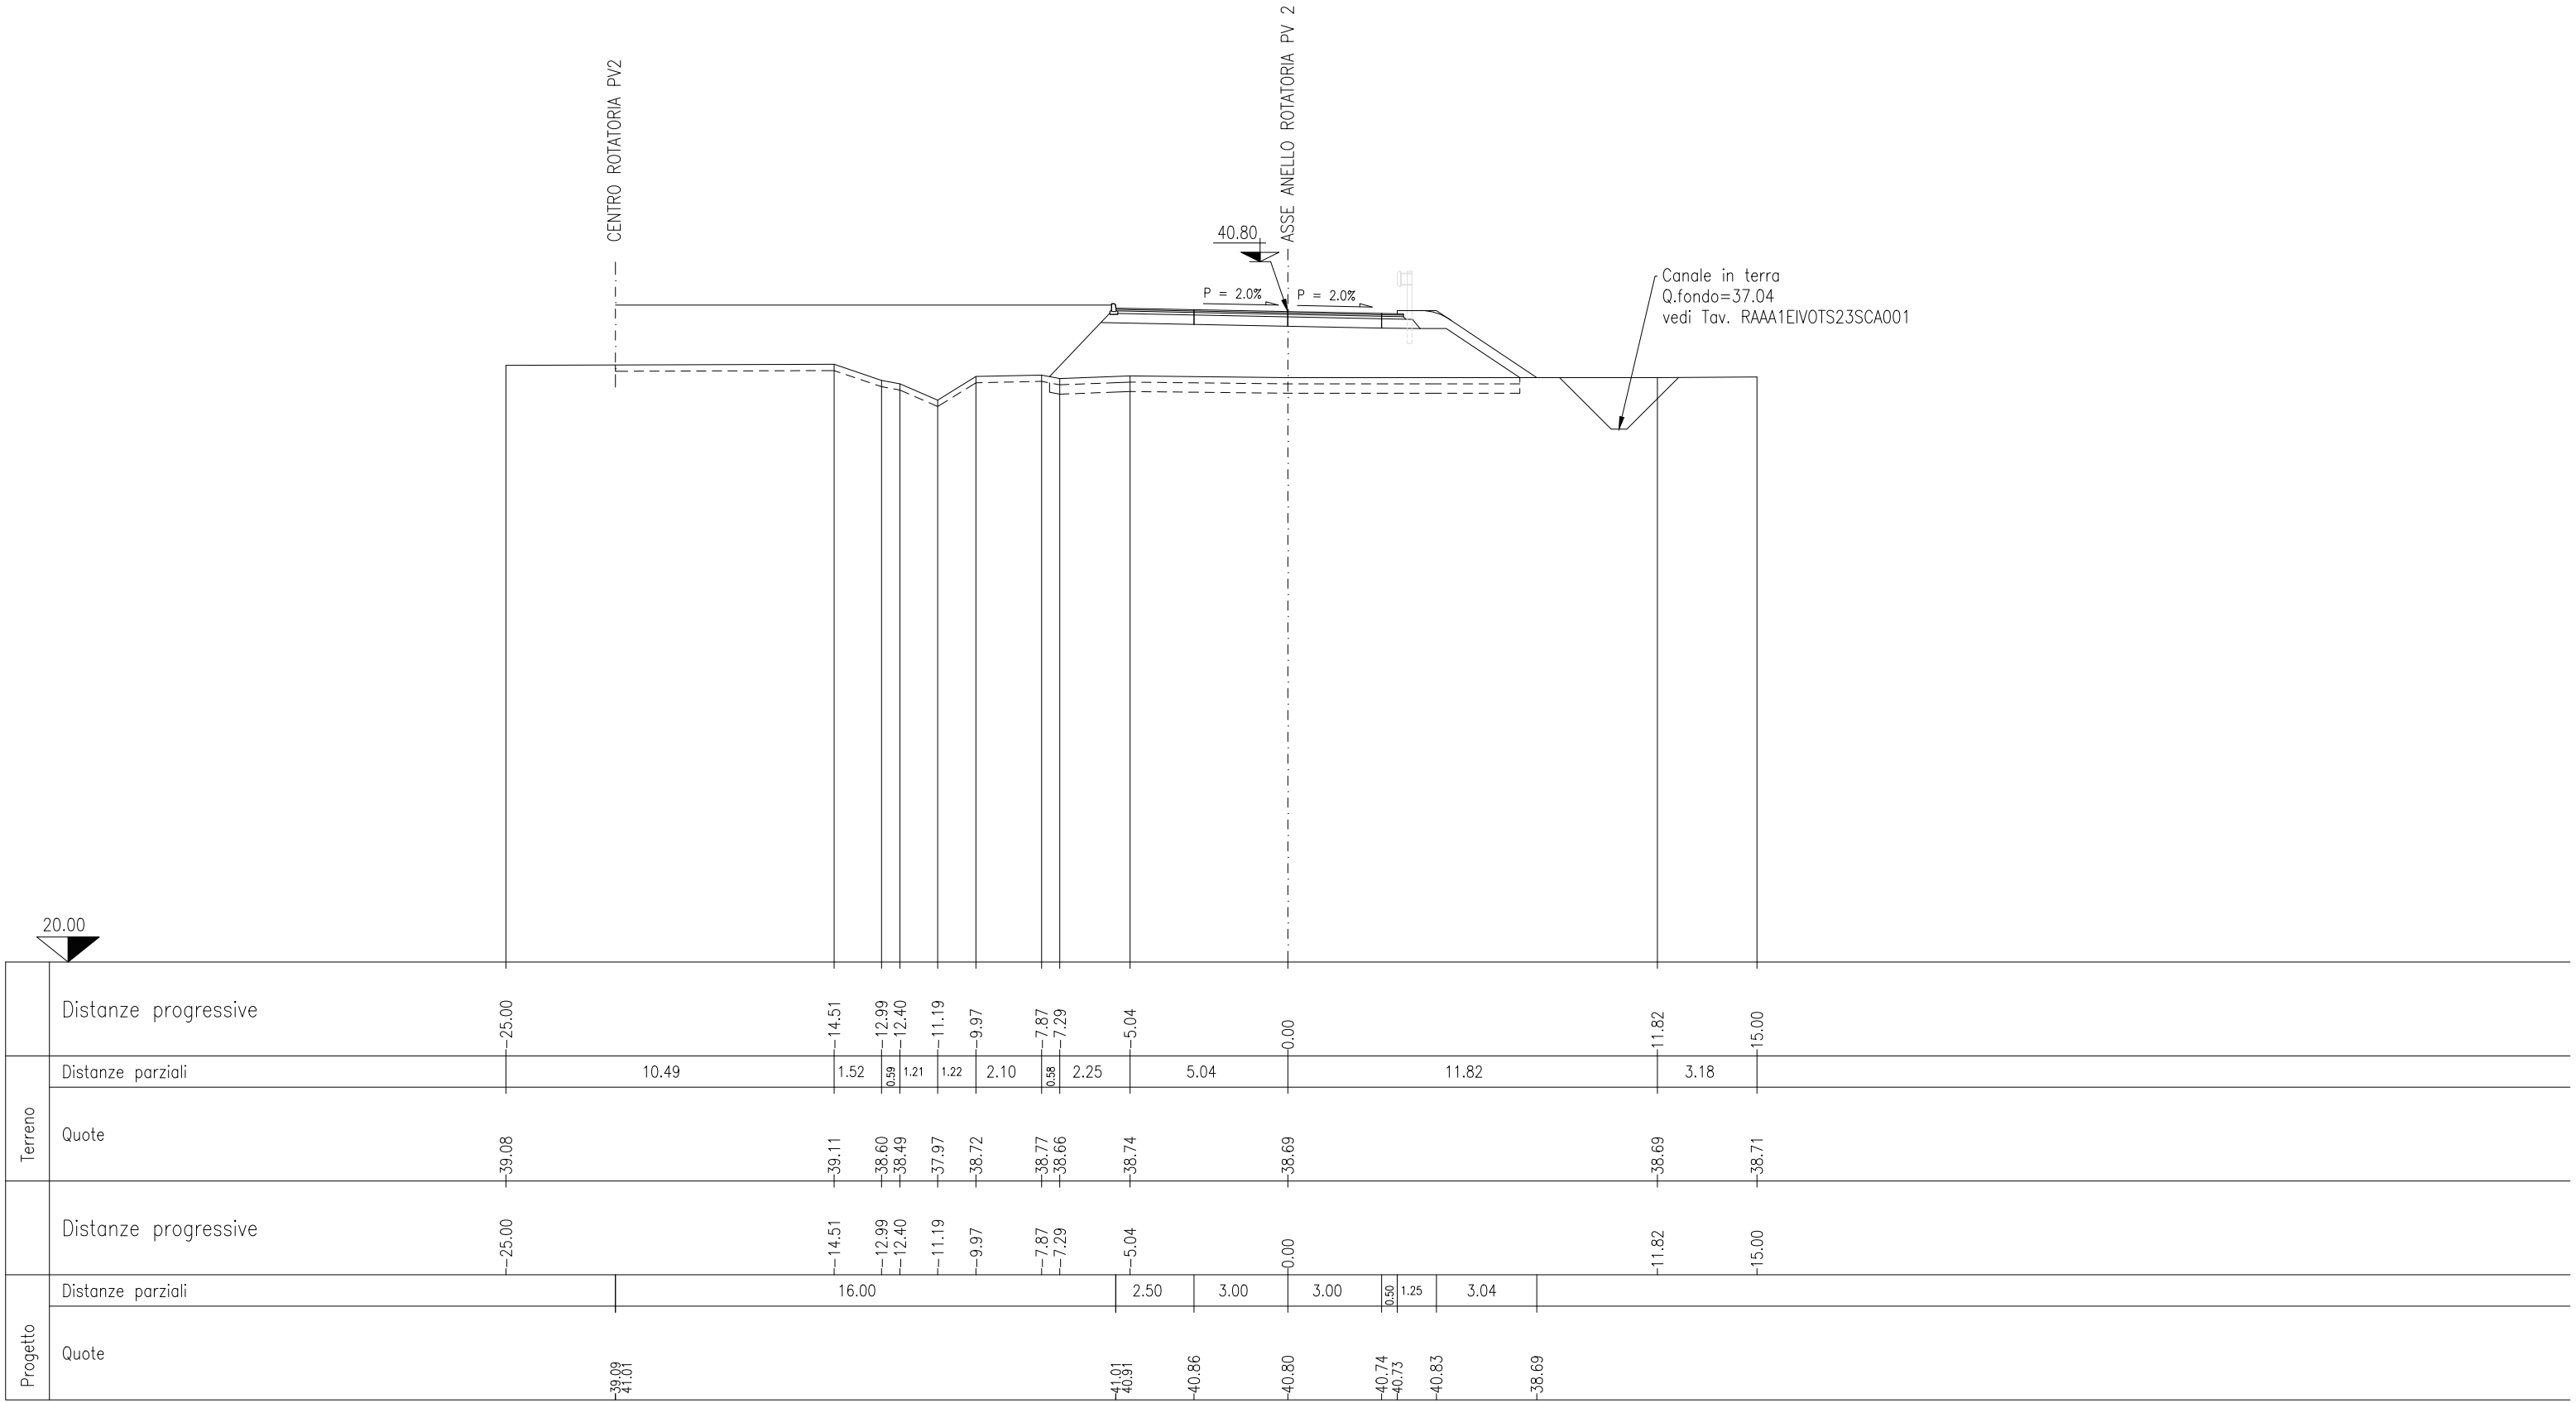 CENTRO ROTATORIA PV2
ASSE ANELLO ROTATORIA PV 2
40.80
P = 2.0%
P = 2.0%
Canale in terra
Q.fondo=37.04
vedi Tav. RAAA1EIVOTS23SCA001
20.00
Distanze progressive
-25.00 -14.51 -12.99 -12.40 -11.19 -9.97 -7.87 -7.29 -5.04 0.00 11.82 15.00
Terreno
Distanze parziali
10.49 1.52 0.59 1.21 1.22 2.10 0.58 2.25 5.04 11.82 3.18
Quote
39.08 39.11 38.60 38.49 37.97 38.72 38.77 38.66 38.74 38.69 38.69 38.71
Distanze progressive
-25.00 -14.51 -12.99 -12.40 -11.19 -9.97 -7.87 -7.29 -5.04 0.00 11.82 15.00
Progetto
Distanze parziali
16.00 2.50 3.00 3.00 0.50 1.25 3.04
Quote
39.09 41.01 41.01 40.91 40.86 40.80 40.74 40.73 40.83 38.69